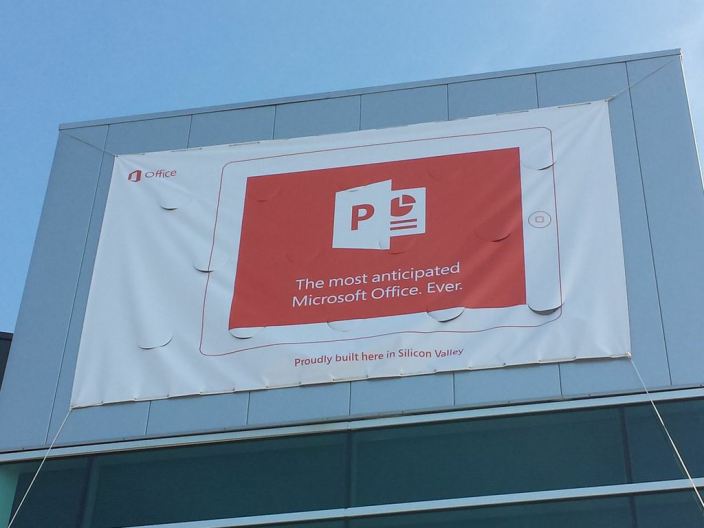 Office
P
The most anticipated
Microsoft Office. Ever.
Proudly built here in Silicon Valley